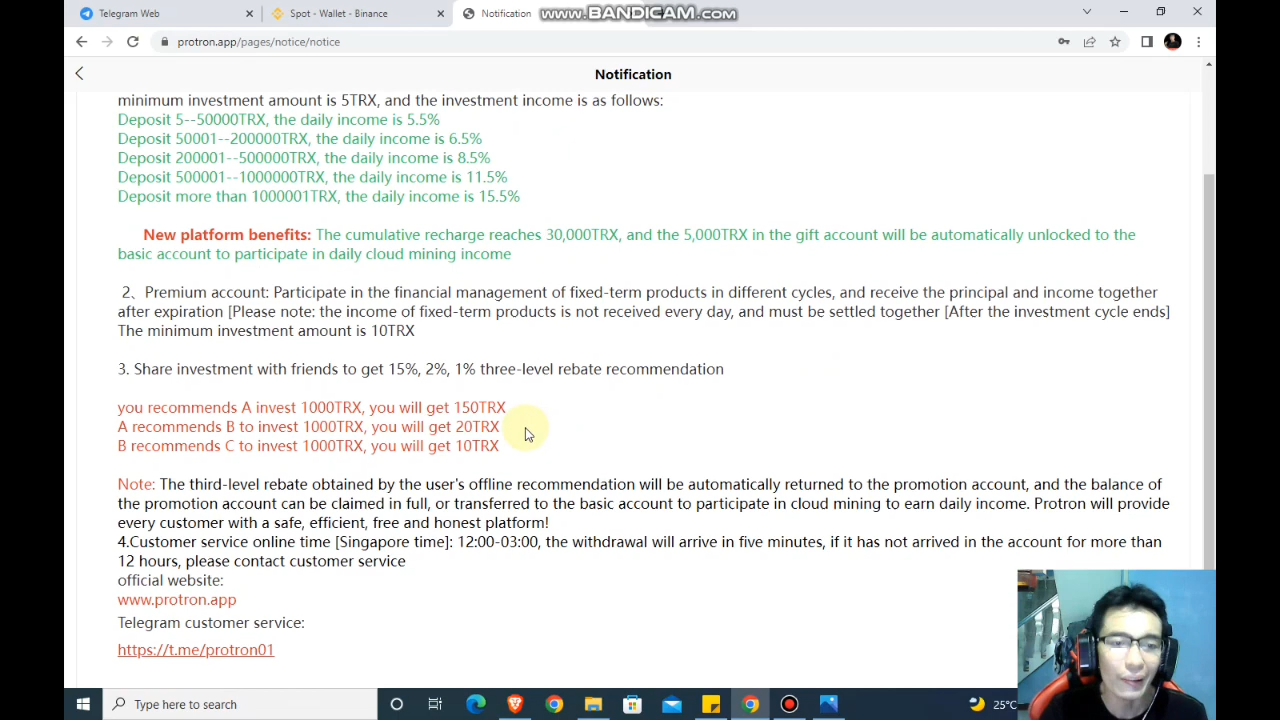 Telegram Web
Spot - Wallet - Binance
Notification
www.BANDICAM.com
protron.app/pages/notice/notice
Notification
minimum investment amount is 5TRX, and the investment income is as follows:
Deposit 5--50000TRX, the daily income is 5.5%
Deposit 50001--200000TRX, the daily income is 6.5%
Deposit 200001--500000TRX, the daily income is 8.5%
Deposit 500001--1000000TRX, the daily income is 11.5%
Deposit more than 1000001TRX, the daily income is 15.5%
New platform benefits: The cumulative recharge reaches 30,000TRX, and the 5,000TRX in the gift account will be automatically unlocked to the
basic account to participate in daily cloud mining income
2、Premium account: Participate in the financial management of fixed-term products in different cycles, and receive the principal and income together
after expiration [Please note: the income of fixed-term products is not received every day, and must be settled together [After the investment cycle ends]
The minimum investment amount is 10TRX
3. Share investment with friends to get 15%, 2%, 1% three-level rebate recommendation
you recommends A invest 1000TRX, you will get 150TRX
A recommends B to invest 1000TRX, you will get 20TRX
B recommends C to invest 1000TRX, you will get 10TRX
Note: The third-level rebate obtained by the user's offline recommendation will be automatically returned to the promotion account, and the balance of
the promotion account can be claimed in full, or transferred to the basic account to participate in cloud mining to earn daily income. Protron will provide
every customer with a safe, efficient, free and honest platform!
4.Customer service online time [Singapore time]: 12:00-03:00, the withdrawal will arrive in five minutes, if it has not arrived in the account for more than
12 hours, please contact customer service
official website:
www.protron.app
Telegram customer service:
https://t.me/protron01
Type here to search
25°C